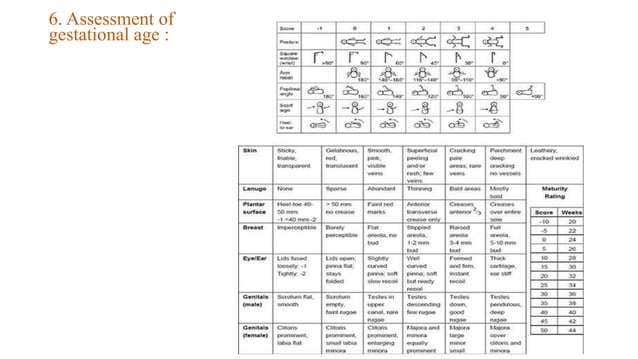 6. Assessment of
gestational age :
Score -1 0 1 2 3 4 5
Posture
Square
window
(wrist) >90° 90° 60° 45° 30° 0°
Arm
recoil 180° 140°-180° 110°-140° 90°-110° <90°
Popliteal
angle 180° 160° 140° 120° 100° 90° <90°
Scarf
sign
Heel
to ear
Skin Sticky, friable, transparent Gelatinous, red, translucent Smooth, pink; visible veins Superficial peeling and/or rash; few veins Cracking pale areas; rare veins Parchment deep cracking no vessels Leathery, cracked wrinkled
Lanugo None Sparse Abundant Thinning Bald areas Mostly bald
Plantar surface Heel-toe 40-50 mm -1 <40 mm-2 > 50 mm no crease Faint red marks Anterior transverse crease only Creases anterior Creases over entire sole
Breast Imperceptible Barely perceptible Flat areola, no bud Stippled areola, 1-2 mm bud Raised areola 3-4 mm bud Full areola, 5-10 mm bud
Eye/Ear Lids fused loosely: -1 Tightly: -2 Lids open; pinna flat; stays folded Slightly curved pinna; soft slow recoil Well curved pinna, soft but ready recoil Formed and firm, instant recoil Thick cartilage, ear stiff
Genitals (male) Scrotum flat, smooth Scrotum empty, faint rugae Testes in upper canal, rare rugae Testes descending few rugae Testes down, good rugae Testes pendulous, deep rugae
Genitals (female) Clitoris prominent, labia flat Clitoris prominent, small labia minora Clitoris prominent, enlarging minora Majora and minora equally prominent Majora large minor small Majora cover clitoris and minora
Maturity
Rating
Score Weeks
-10 20
-5 22
0 24
5 26
10 28
15 30
20 32
25 34
30 36
35 38
40 40
45 42
50 44